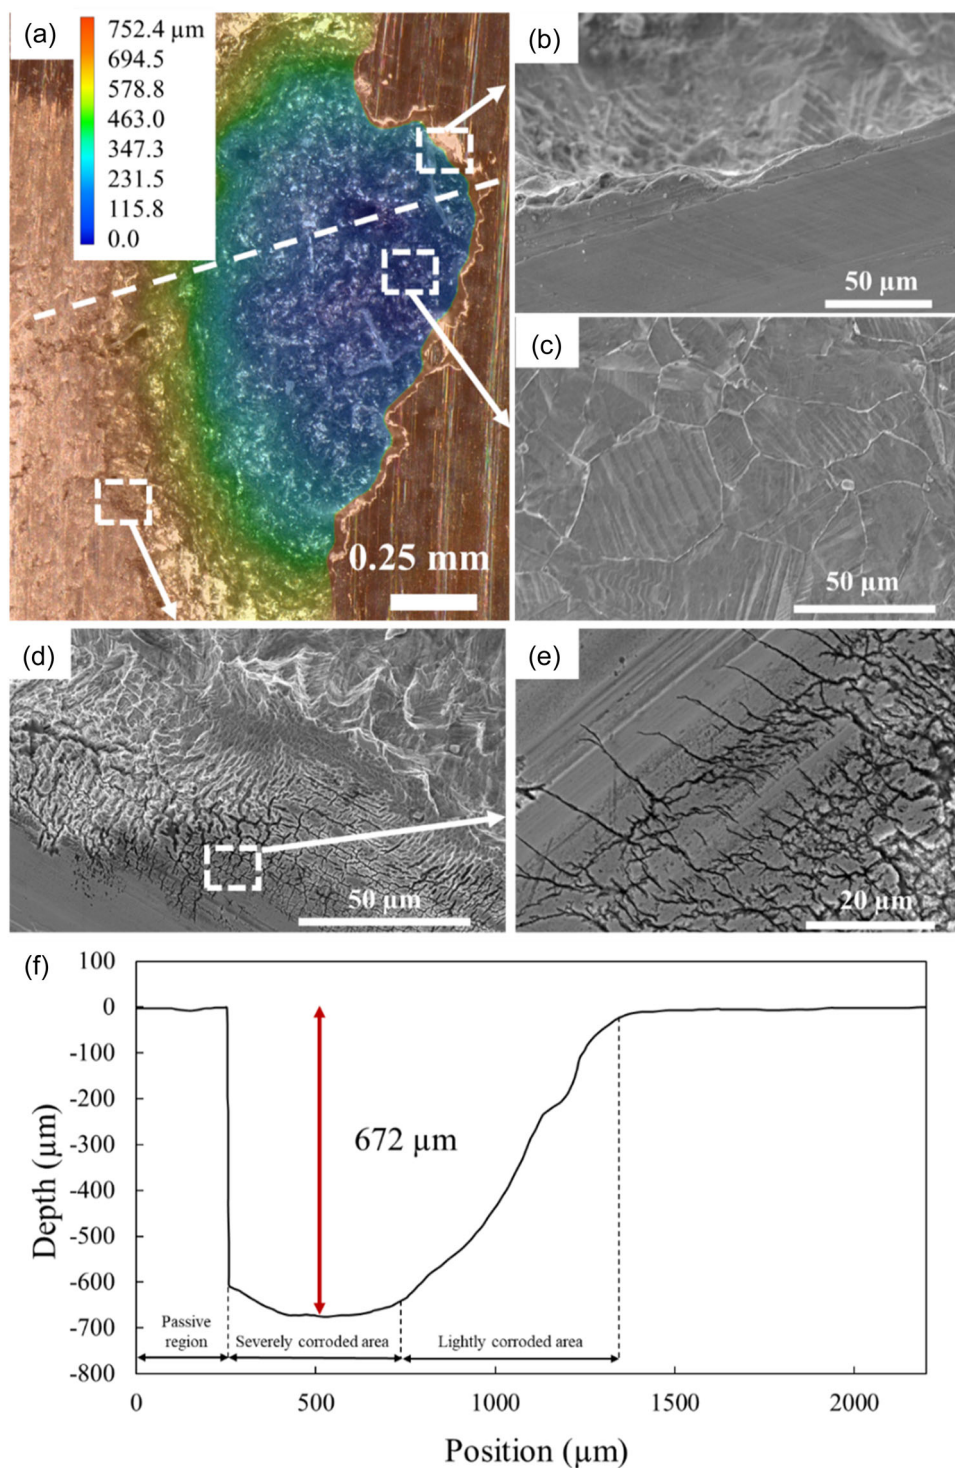 (a)
752.4 µm
694.5
578.8
463.0
347.3
231.5
115.8
0.0
0.25 mm
(b)
50 µm
(c)
50 µm
(d)
50 µm
(e)
20 µm
(f)
100
0
-100
-200
-300
-400
-500
-600
-700
-800
Depth (µm)
672 µm
Passive
region
Severely corroded area
Lightly corroded area
0
500
1000
1500
2000
Position (µm)